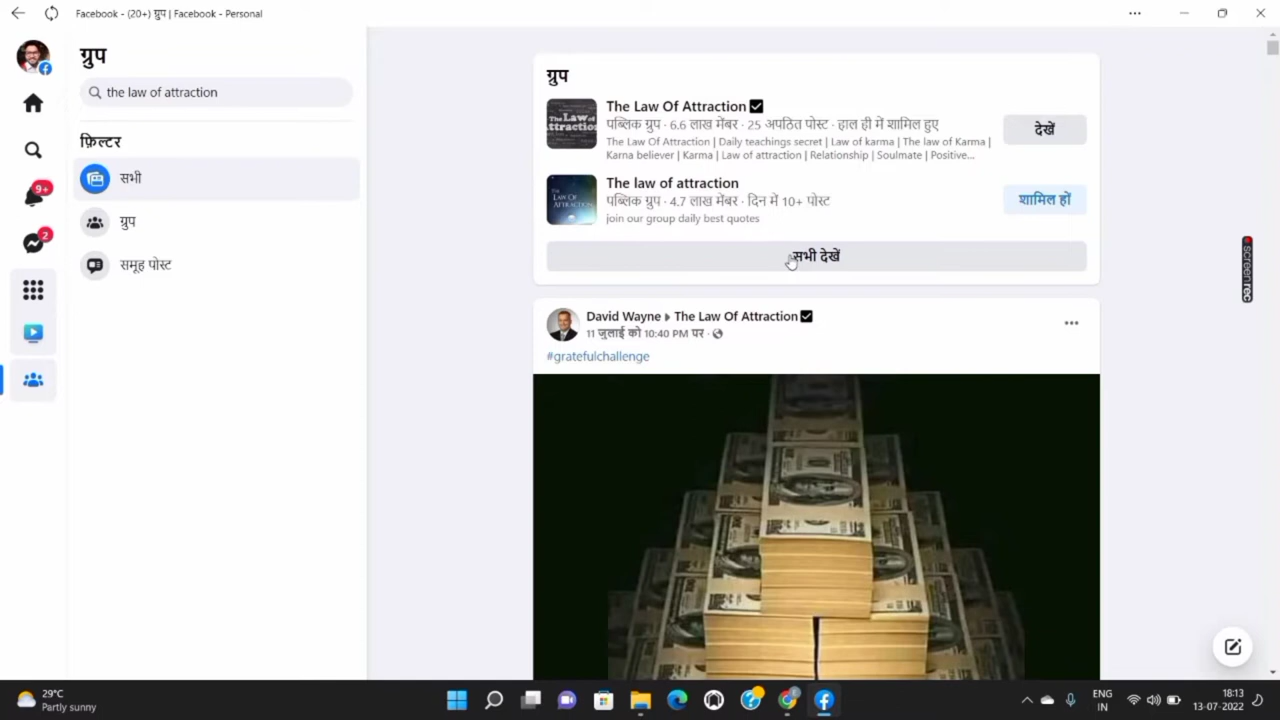 Facebook - (20+) ग्रुप | Facebook - Personal
ग्रुप
the law of attraction
फ़िल्टर
सभी
ग्रुप
समूह पोस्ट
9+
2
ग्रुप
The Law Of Attraction
पब्लिक ग्रुप · 6.6 लाख मेंबर · 25 अपठित पोस्ट · हाल ही में शामिल हुए
The Law Of Attraction | Daily teachings secret | Law of karma | The law of Karma |
Karna believer | Karma | Law of attraction | Relationship | Soulmate | Positive...
देखें
The law of attraction
पब्लिक ग्रुप · 4.7 लाख मेंबर · दिन में 10+ पोस्ट
join our group daily best quotes
शामिल हों
सभी देखें
David Wayne ▸ The Law Of Attraction
11 जुलाई को 10:40 PM पर ·
#gratefulchallenge
screenrec
29°C
Partly sunny
ENG
IN
18:13
13-07-2022